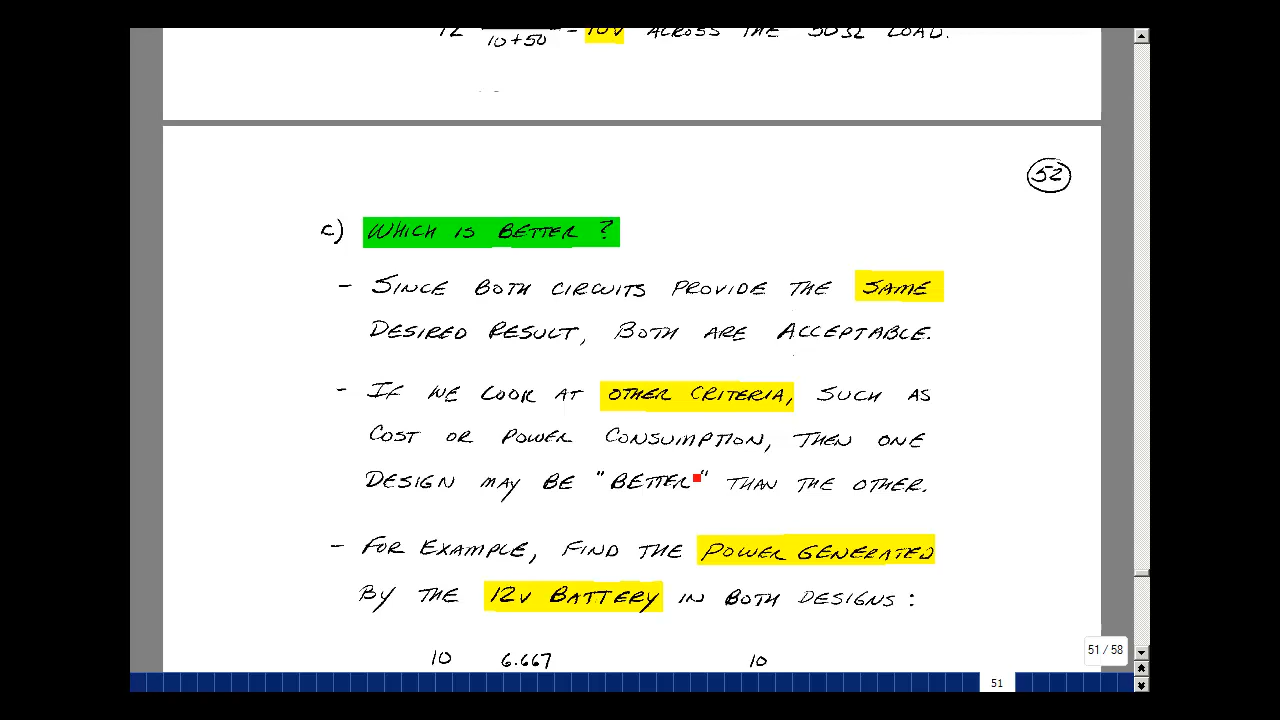 12 10+50 = 10V ACROSS THE 50Ω LOAD.
52
C) WHICH IS BETTER ?
- SINCE BOTH CIRCUITS PROVIDE THE SAME
DESIRED RESULT, BOTH ARE ACCEPTABLE.
- IF WE LOOK AT OTHER CRITERIA, SUCH AS
COST OR POWER CONSUMPTION, THEN ONE
DESIGN MAY BE "BETTER" THAN THE OTHER.
- FOR EXAMPLE, FIND THE POWER GENERATED
BY THE 12V BATTERY IN BOTH DESIGNS :
10 6.667 10
51 / 58
51